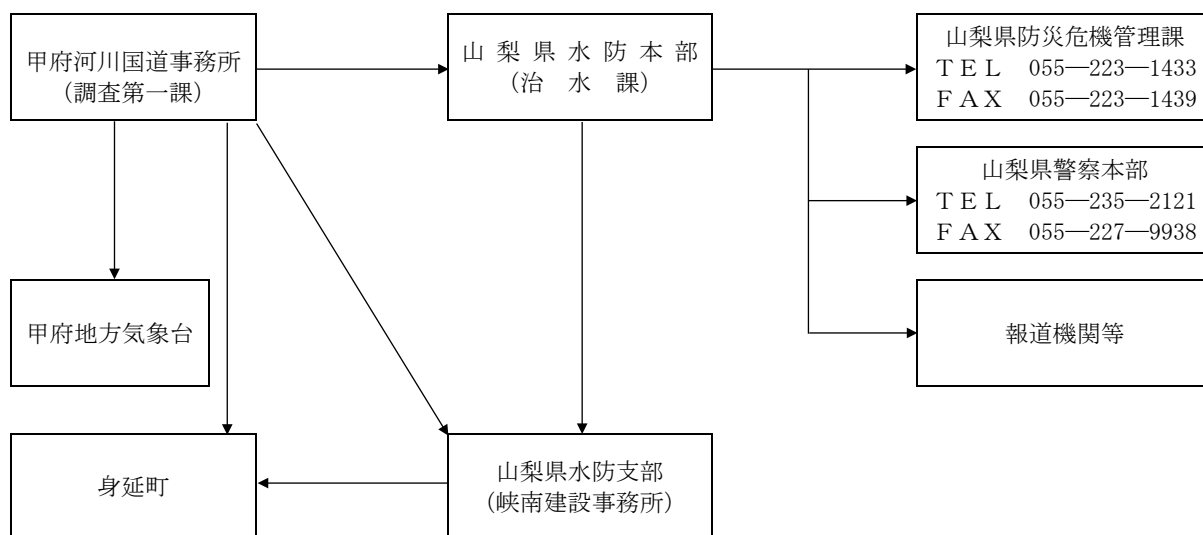 甲府河川国道事務所
（調査第一課）
山 梨 県 水 防 本 部
（治　水　課）
山梨県防災危機管理課
ＴＥＬ　055―223―1433
ＦＡＸ　055―223―1439
山梨県警察本部
ＴＥＬ　055―235―2121
ＦＡＸ　055―227―9938
甲府地方気象台
報道機関等
身延町
山梨県水防支部
（峡南建設事務所）